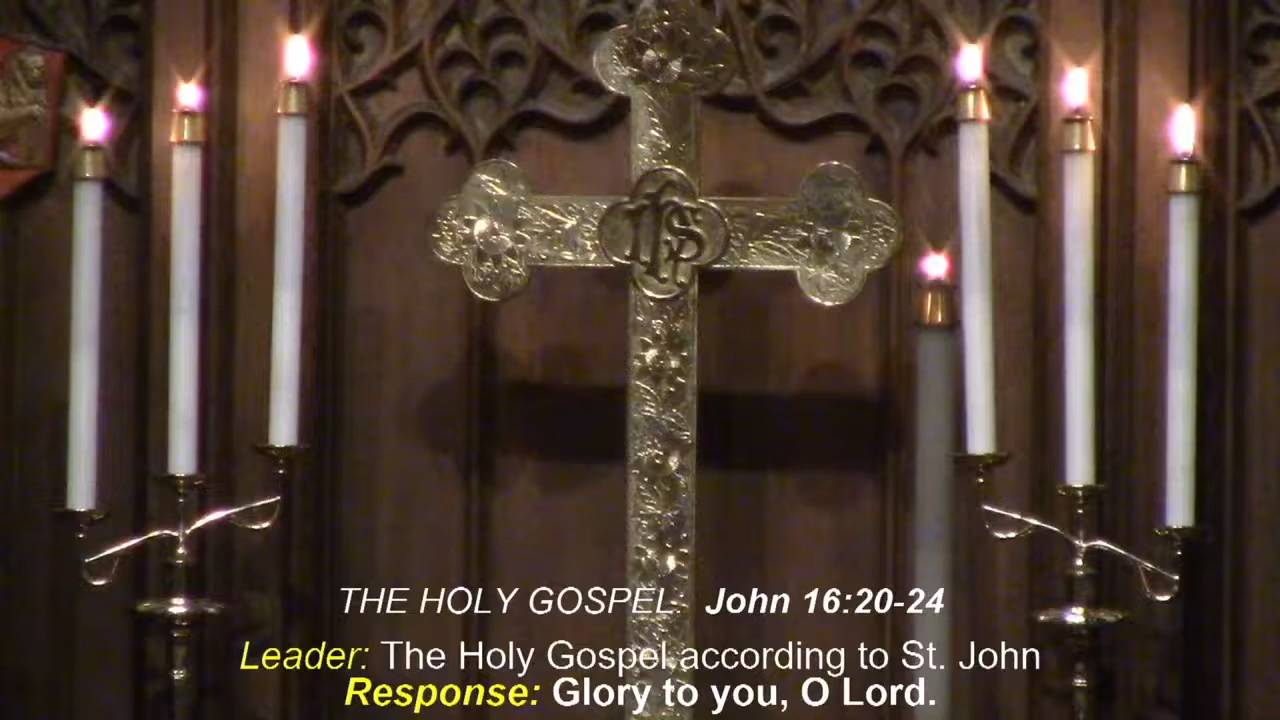 IHS
THE HOLY GOSPEL: John 16:20-24
Leader: The Holy Gospel according to St. John
Response: Glory to you, O Lord.